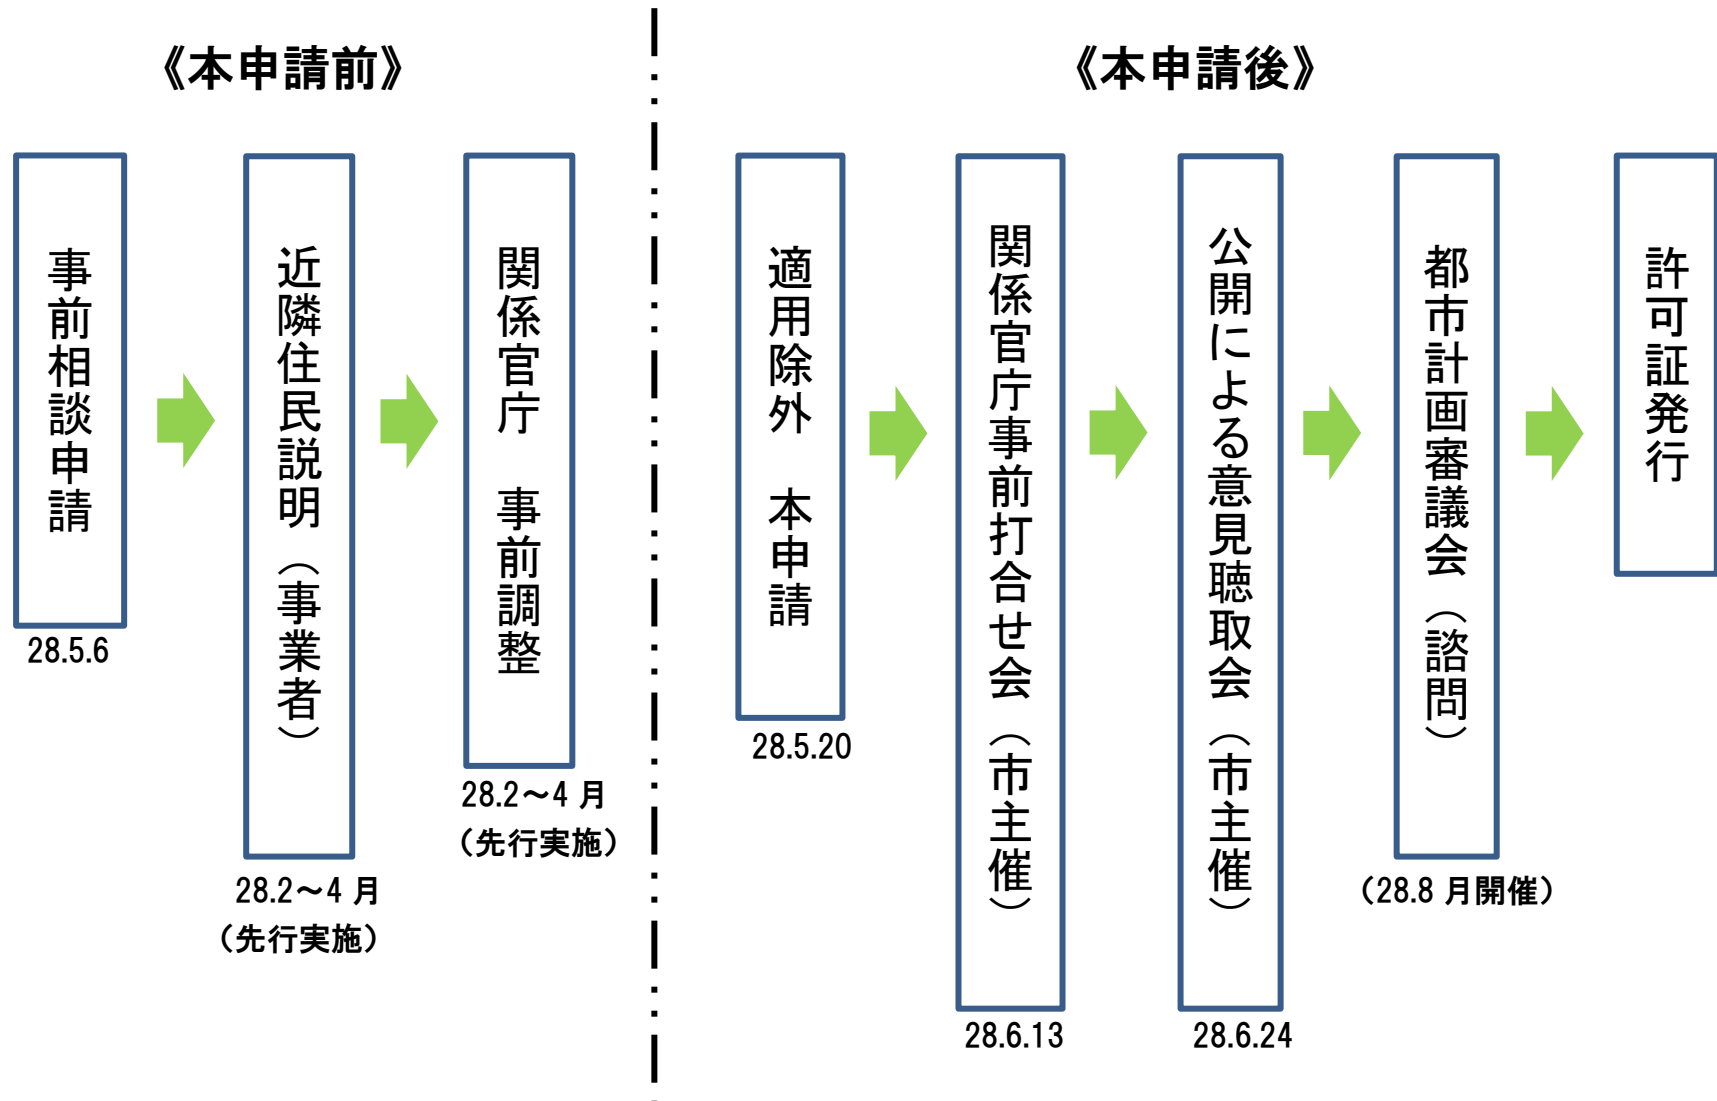 《本申請前》
事前相談申請
28.5.6
近隣住民説明（事業者）
28.2～4 月
（先行実施）
関係官庁　事前調整
28.2～4 月
（先行実施）
《本申請後》
適用除外　本申請
28.5.20
関係官庁事前打合せ会（市主催）
28.6.13
公開による意見聴取会（市主催）
28.6.24
都市計画審議会（諮問）
（28.8 月開催）
許可証発行